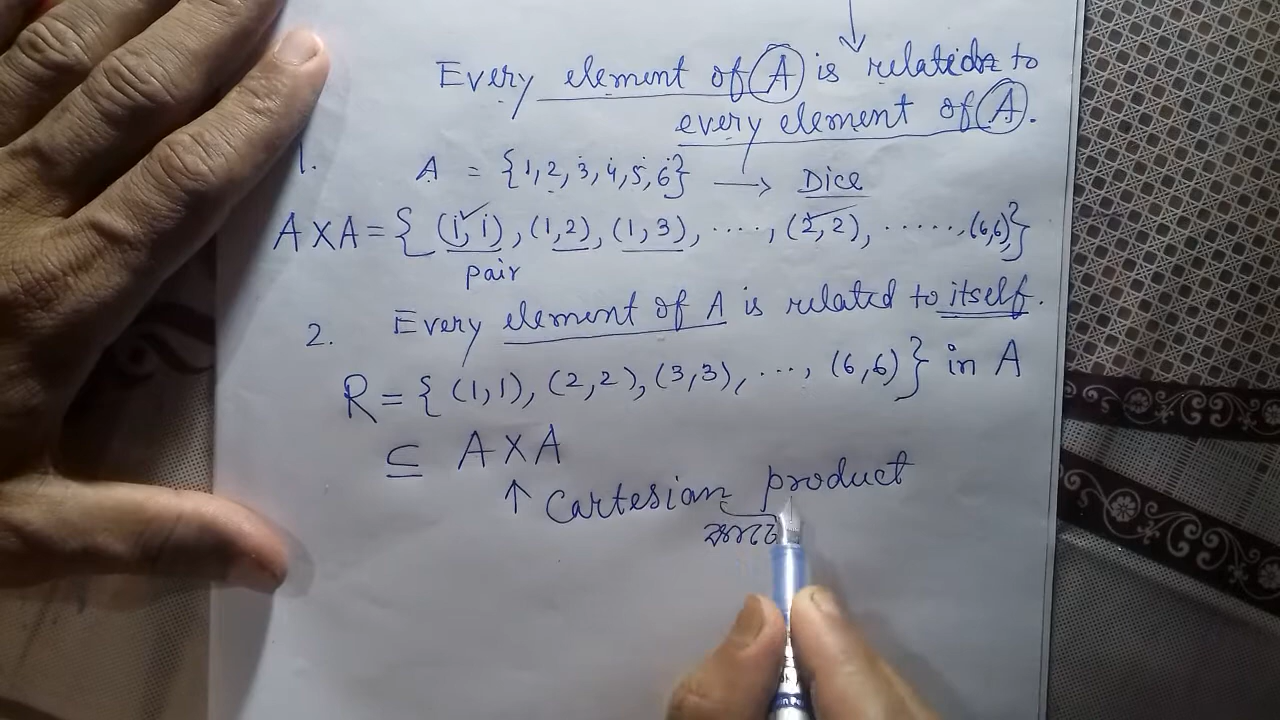 Every element of A is related to
every element of A.
1.
A = {1,2,3,4,5,6} → Dice
A X A = { (1,1), (1,2), (1,3), ...., (2,2), ......, (6,6)}
pair
2. Every element of A is related to itself.
R = { (1,1), (2,2), (3,3), ..., (6,6) } in A
⊆ A X A
↑ Cartesian product